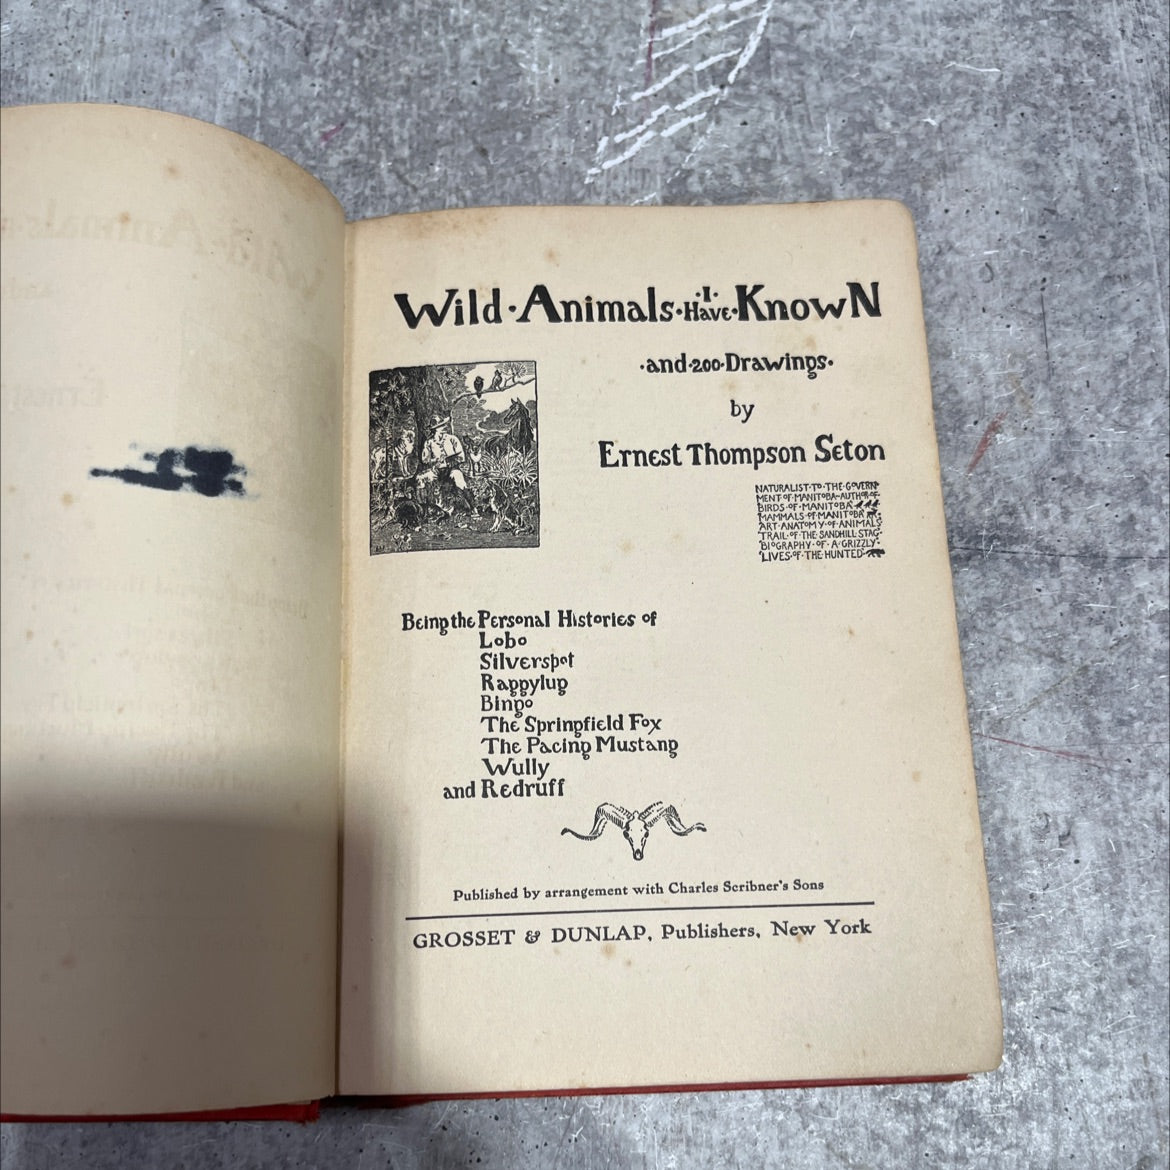 Wild·Animals·I·Have·Known
·and·200·Drawings·
by
Ernest Thompson Seton
NATURALIST·TO·THE·GOVERN-
MENT·OF·MANITOBA·AUTHOR·OF·
BIRDS·OF·MANITOBA
MAMMALS·OF·MANITOBA
ART·ANATOMY·OF·ANIMALS
TRAIL·OF·THE·SANDHILL·STAG·
BIOGRAPHY·OF·A·GRIZZLY·
LIVES·OF·THE·HUNTED
Being the Personal Histories of
Lobo
Silverspot
Raggylup
Bingo
The Springfield Fox
The Pacing Mustang
Wully
and Redruff
Published by arrangement with Charles Scribner's Sons
GROSSET & DUNLAP, Publishers, New York